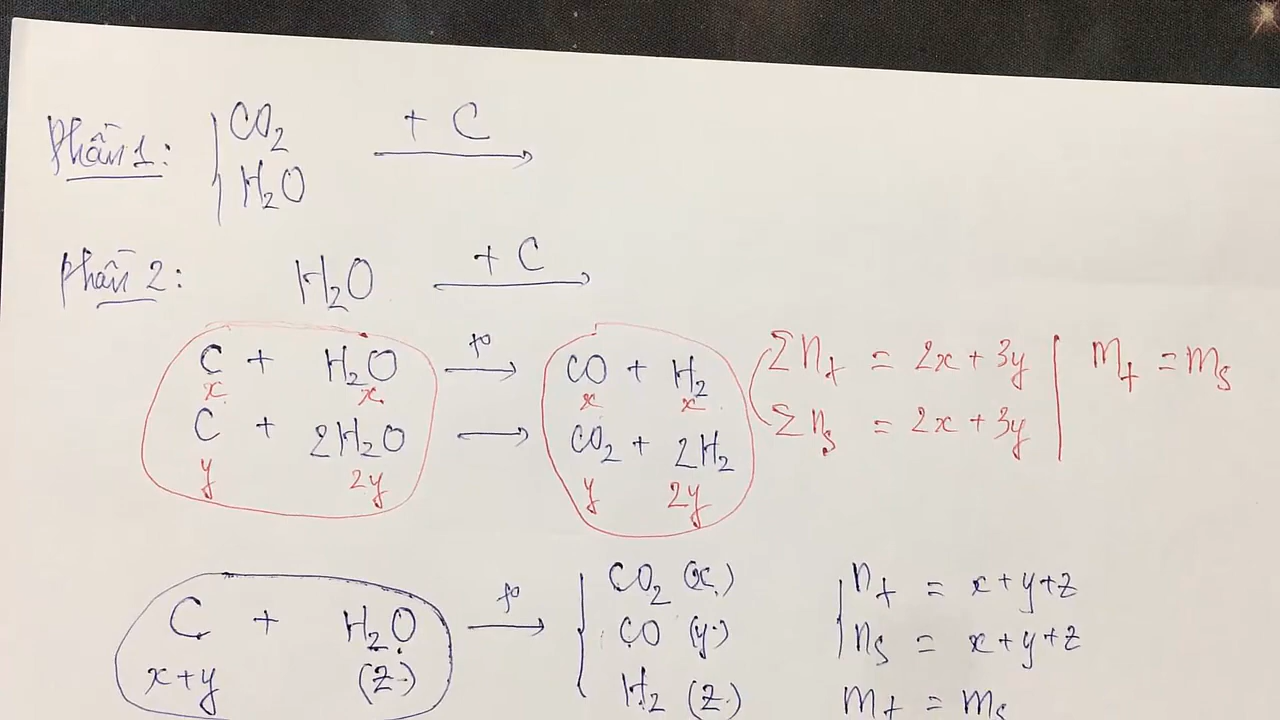 Phần 1: CO2 + C
H2O
Phần 2: H2O + C
C + H2O t° CO + H2 Σnt = 2x + 3y mt = ms
x x x x
C + 2H2O CO2 + 2H2 Σns = 2x + 3y
y 2y y 2y
C + H2O t° CO2 (x) nt = x+y+z
CO (y) ns = x+y+z
x+y (z) H2 (z) mt = ms